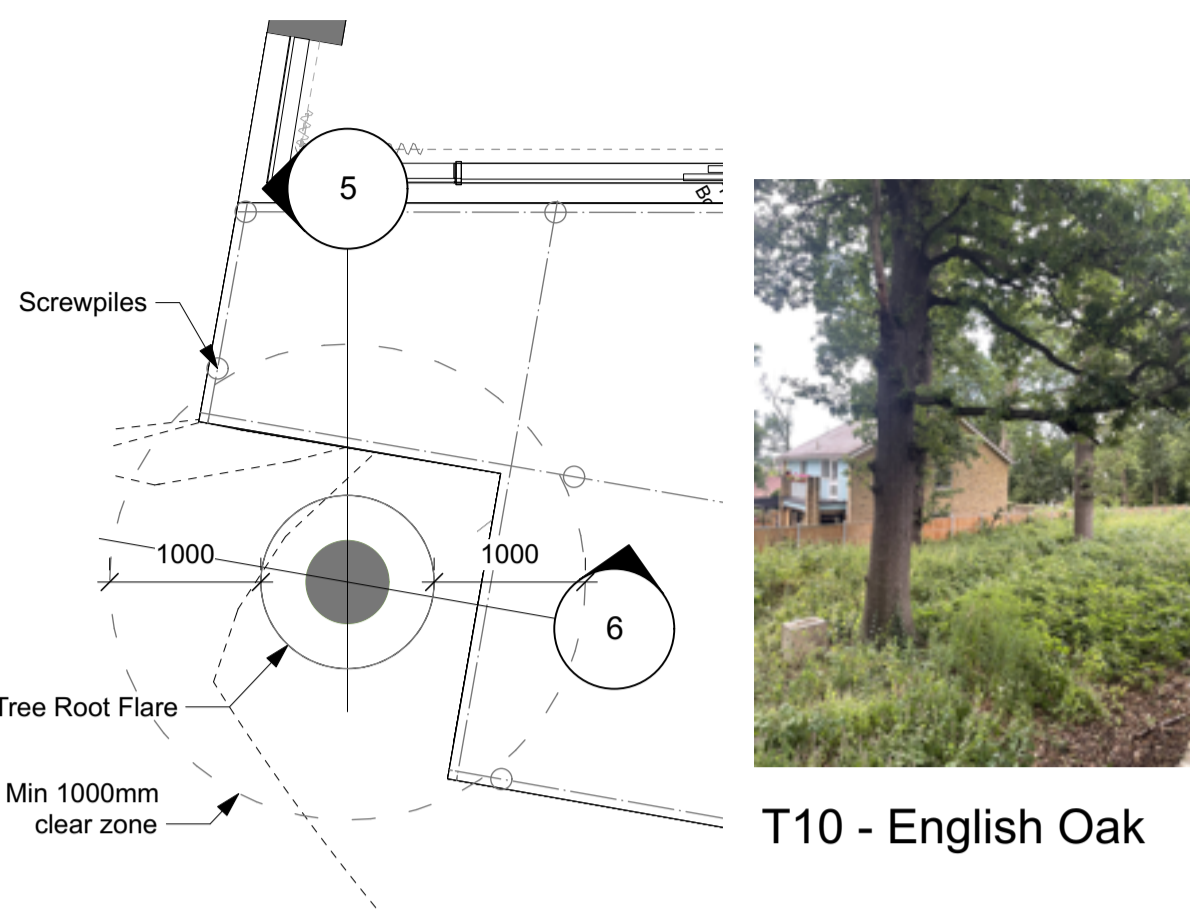 5
Screwpiles
1000
1000
6
Tree Root Flare
Min 1000mm
clear zone
T10 - English Oak